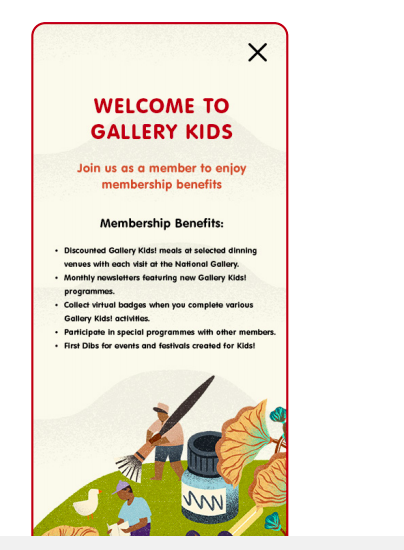 WELCOME TO
GALLERY KIDS
Join us as a member to enjoy
membership benefits
Membership Benefits:
• Discounted Gallery Kids! meals at selected dinning
venues with each visit at the National Gallery.
• Monthly newsletters featuring new Gallery Kids!
programmes.
• Collect virtual badges when you complete various
Gallery Kids! activities.
• Participate in special programmes with other members.
• First Dibs for events and festivals created for Kids!